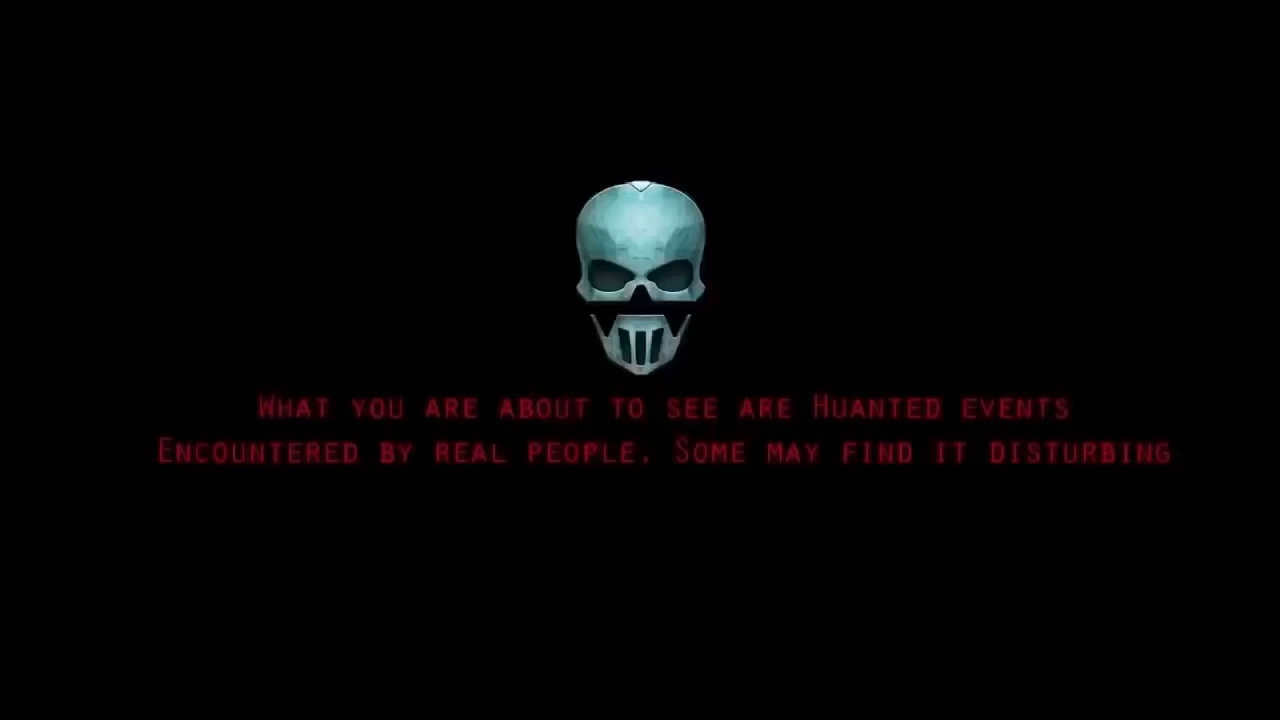 What you are about to see are Huanted events
Encountered by real people. Some may find it disturbing